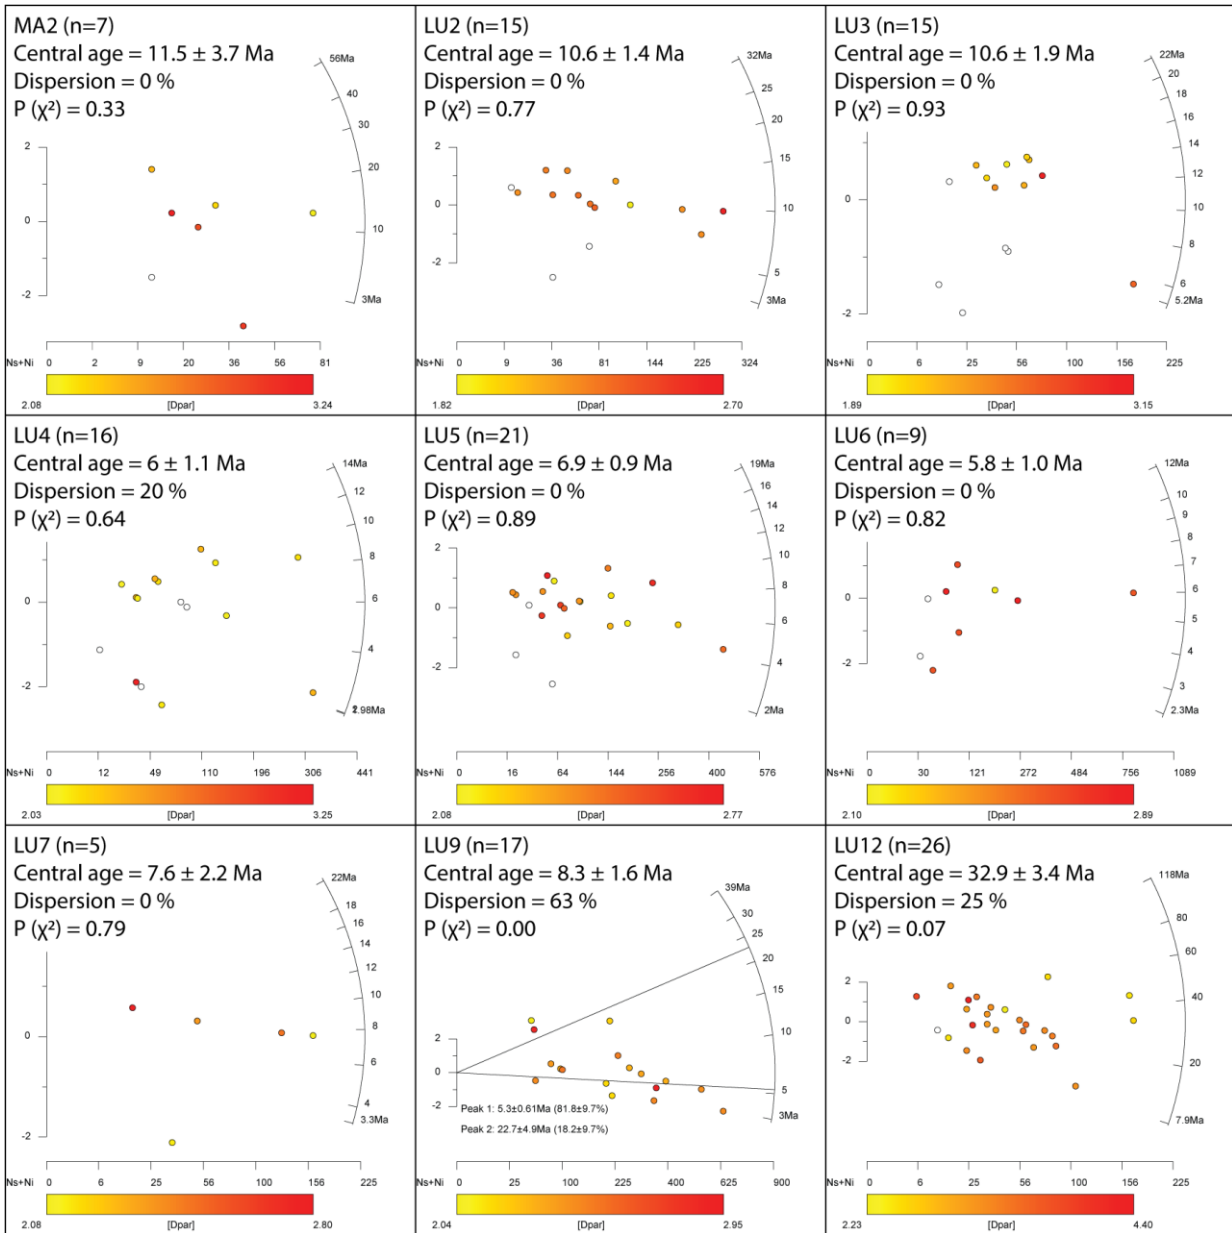 MA2 (n=7)
Central age = 11.5 ± 3.7 Ma
Dispersion = 0 %
P (χ²) = 0.33
56Ma
40
30
20
10
3Ma
2
0
-2
Ns+Ni 0 2 9 20 36 56 81
2.08 [Dpar] 3.24
LU2 (n=15)
Central age = 10.6 ± 1.4 Ma
Dispersion = 0 %
P (χ²) = 0.77
32Ma
25
20
15
10
5
3Ma
2
0
-2
Ns+Ni 0 9 36 81 144 225 324
1.82 [Dpar] 2.70
LU3 (n=15)
Central age = 10.6 ± 1.9 Ma
Dispersion = 0 %
P (χ²) = 0.93
22Ma
20
18
16
14
12
10
8
6
5.2Ma
2
0
-2
Ns+Ni 0 6 25 56 100 156 225
1.89 [Dpar] 3.15
LU4 (n=16)
Central age = 6 ± 1.1 Ma
Dispersion = 20 %
P (χ²) = 0.64
14Ma
12
10
8
6
4
2.98Ma
0
-2
Ns+Ni 0 12 49 110 196 306 441
2.03 [Dpar] 3.25
LU5 (n=21)
Central age = 6.9 ± 0.9 Ma
Dispersion = 0 %
P (χ²) = 0.89
19Ma
16
14
12
10
8
6
4
2Ma
2
0
-2
Ns+Ni 0 16 64 144 256 400 576
2.08 [Dpar] 2.77
LU6 (n=9)
Central age = 5.8 ± 1.0 Ma
Dispersion = 0 %
P (χ²) = 0.82
12Ma
10
9
8
7
6
5
4
3
2.3Ma
0
-2
Ns+Ni 0 30 121 272 484 756 1089
2.10 [Dpar] 2.89
LU7 (n=5)
Central age = 7.6 ± 2.2 Ma
Dispersion = 0 %
P (χ²) = 0.79
22Ma
18
16
14
12
10
8
6
4
3.3Ma
0
-2
Ns+Ni 0 6 25 56 100 156 225
2.08 [Dpar] 2.80
LU9 (n=17)
Central age = 8.3 ± 1.6 Ma
Dispersion = 63 %
P (χ²) = 0.00
39Ma
30
25
20
15
10
5
3Ma
2
0
-2
Peak 1: 5.3±0.61Ma (81.8±9.7%)
Peak 2: 22.7±4.9Ma (18.2±9.7%)
Ns+Ni 0 25 100 225 400 625 900
2.04 [Dpar] 2.95
LU12 (n=26)
Central age = 32.9 ± 3.4 Ma
Dispersion = 25 %
P (χ²) = 0.07
118Ma
80
60
40
20
7.9Ma
2
0
-2
Ns+Ni 0 6 25 56 100 156 225
2.23 [Dpar] 4.40